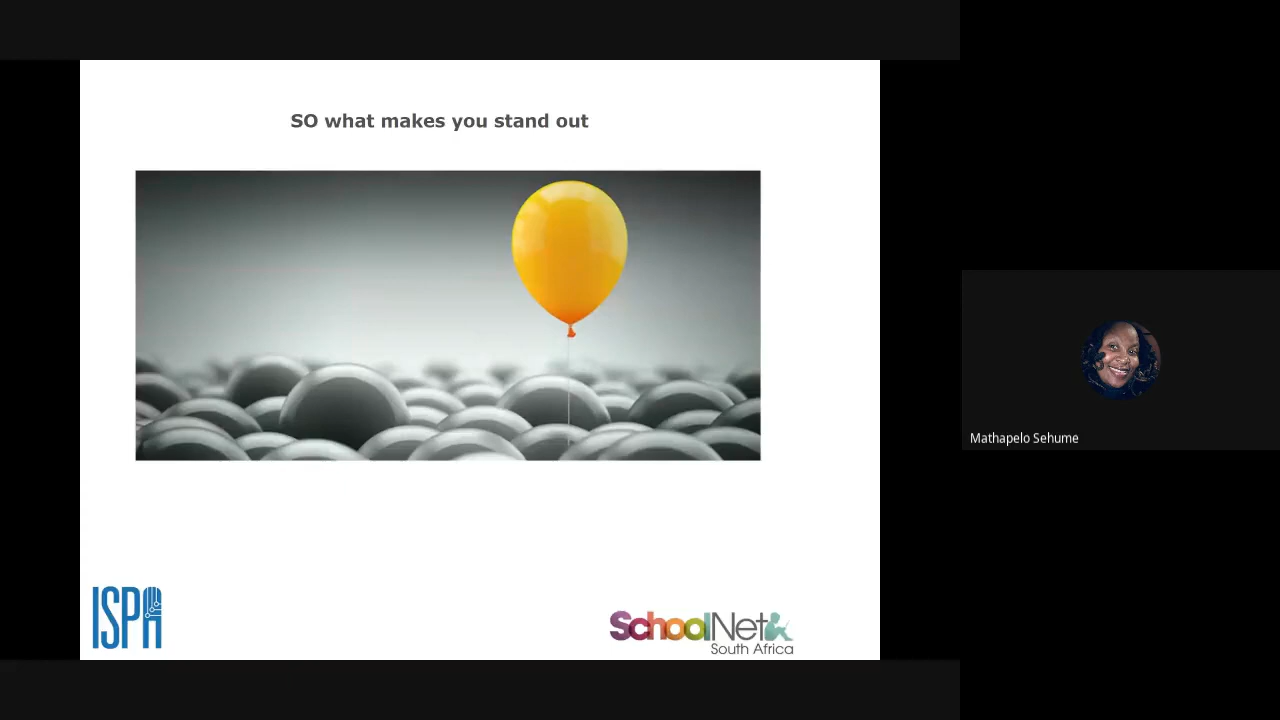 SO what makes you stand out
Mathapelo Sehume
ISPA
SchoolNet
South Africa